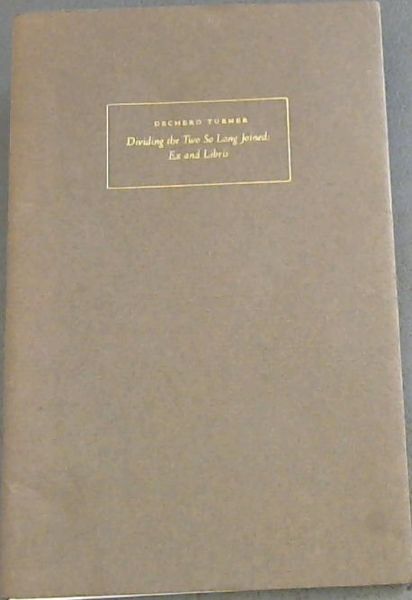 DECHERD TURNER
Dividing the Two So Long Joined:
Ex and Libris